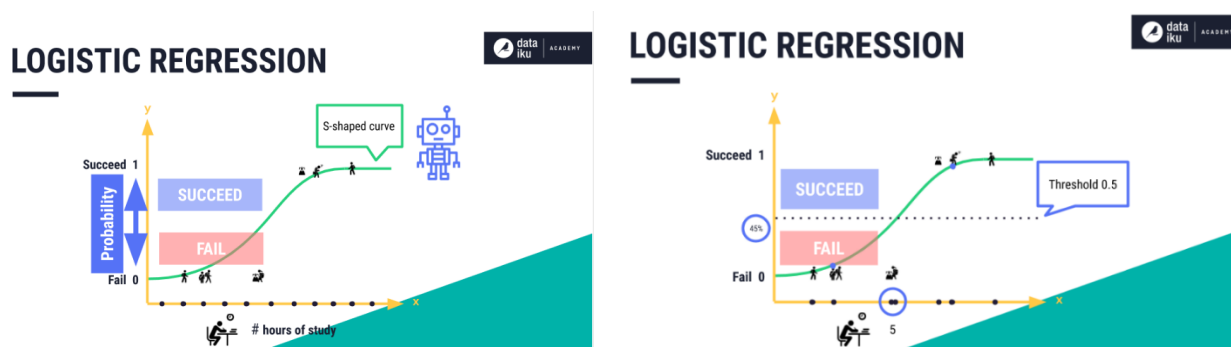 LOGISTIC REGRESSION
data
iku
ACADEMY
y
S-shaped curve
Succeed 1
Probability
SUCCEED
FAIL
Fail 0
x
# hours of study
LOGISTIC REGRESSION
data
iku
ACADEMY
y
Succeed 1
SUCCEED
Threshold 0.5
45%
FAIL
Fail 0
x
5